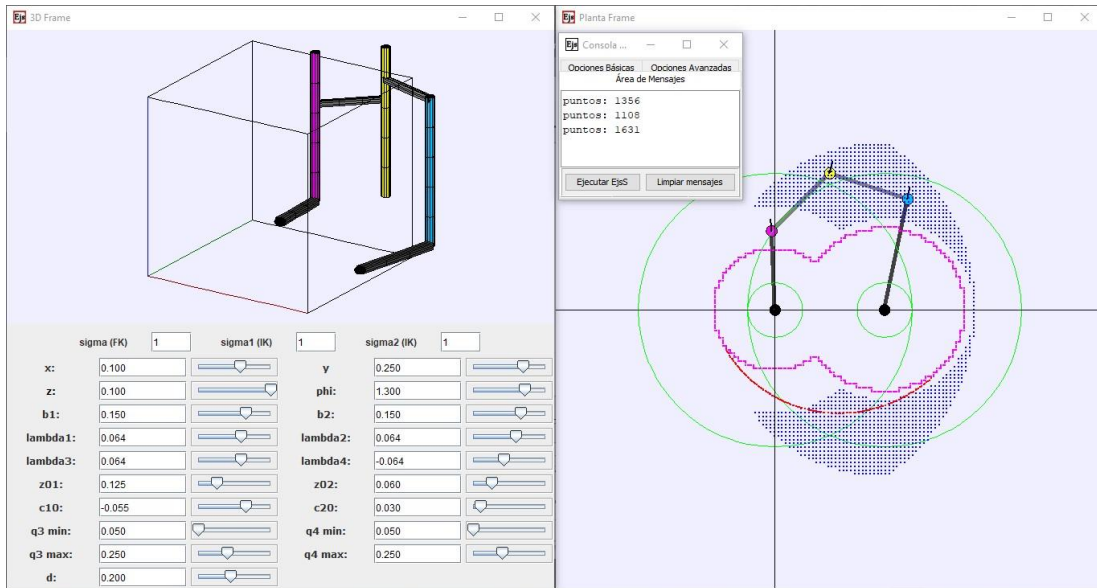 3D Frame
sigma (FK) 1 sigma1 (IK) 1 sigma2 (IK) 1
x: 0.100 y 0.250
z: 0.100 phi: 1.300
b1: 0.150 b2: 0.150
lambda1: 0.064 lambda2: 0.064
lambda3: 0.064 lambda4: -0.064
z01: 0.125 z02: 0.060
c10: -0.055 c20: 0.030
q3 min: 0.050 q4 min: 0.050
q3 max: 0.250 q4 max: 0.250
d: 0.200
Planta Frame
Consola ...
Opciones Básicas Opciones Avanzadas
Área de Mensajes
puntos: 1356
puntos: 1108
puntos: 1631
Ejecutar EjsS Limpiar mensajes